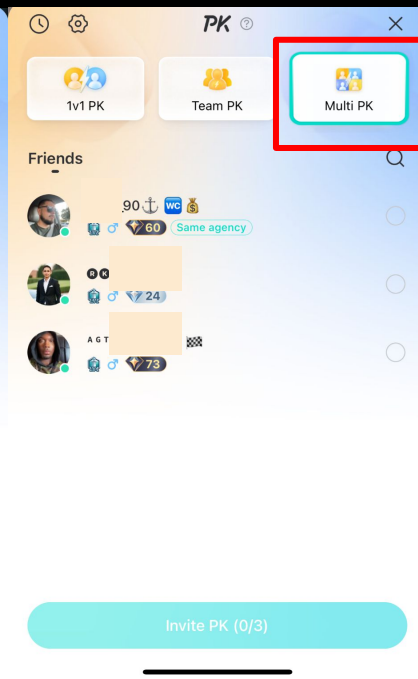 PK
1v1 PK
Team PK
Multi PK
Friends
90⚓ WC 💰
60 Same agency
🅡🅚
24
ᴀ ɢ ᴛ 🏁
73
Invite PK (0/3)